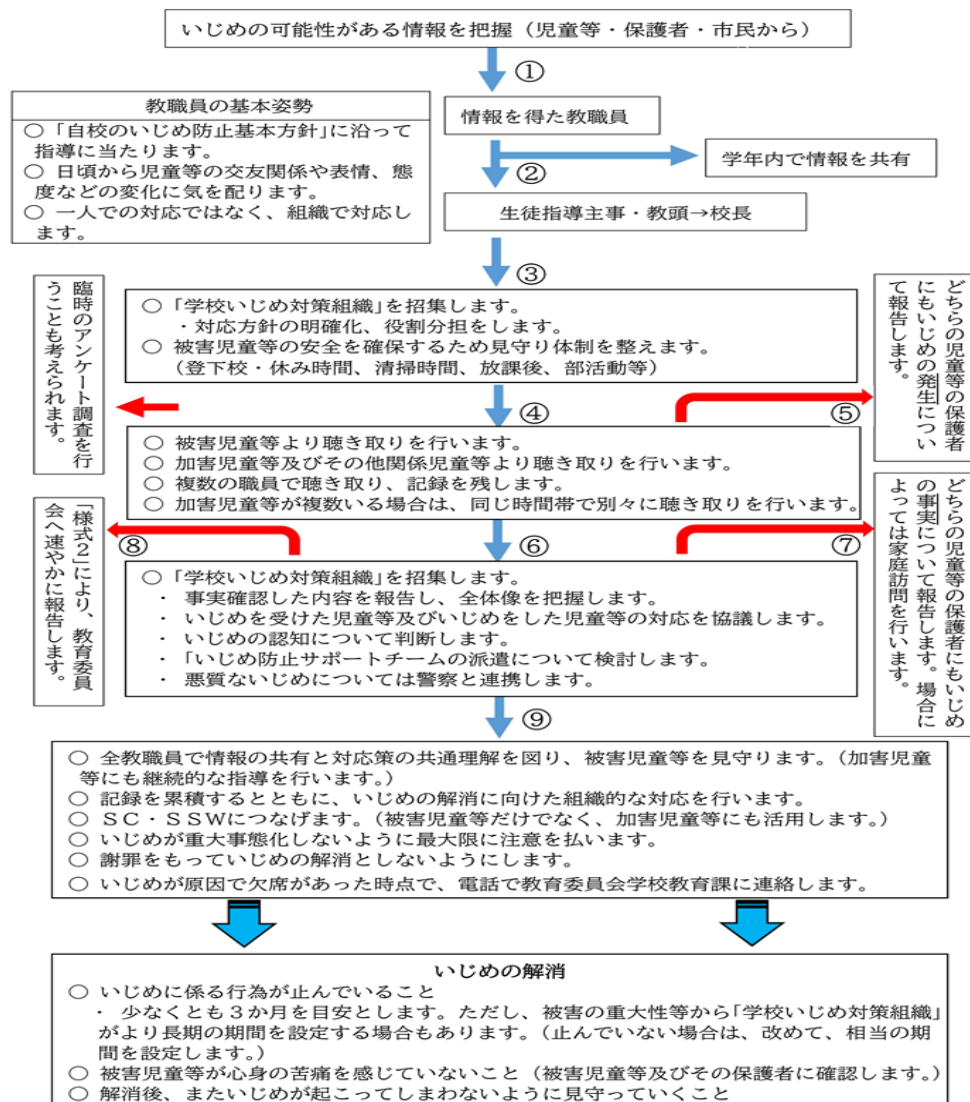 いじめの可能性がある情報を把握（児童等・保護者・市民から）
①
教職員の基本姿勢
○「自校のいじめ防止基本方針」に沿って
指導に当たります。
○ 日頃から児童等の交友関係や表情、態
度などの変化に気を配ります。
○ 一人での対応ではなく、組織で対応し
ます。
情報を得た教職員
②
学年内で情報を共有
生徒指導主事・教頭→校長
③
臨時のアンケート調査を行
うことも考えられます。
○「学校いじめ対策組織」を招集します。
・対応方針の明確化、役割分担をします。
○ 被害児童等の安全を確保するため見守り体制を整えます。
（登下校・休み時間、清掃時間、放課後、部活動等）
どちらの児童等の保護者
にもいじめの発生につい
て報告します。
④
⑤
○ 被害児童等より聴き取りを行います。
○ 加害児童等及びその他関係児童等より聴き取りを行います。
○ 複数の職員で聴き取り、記録を残します。
○ 加害児童等が複数いる場合は、同じ時間帯で別々に聴き取りを行います。
「様式２」により、教育委員
会へ速やかに報告します。
⑧
⑥
⑦
どちらの児童等の保護者にもいじめ
の事実について報告します。場合に
よっては家庭訪問を行います。
○「学校いじめ対策組織」を招集します。
・ 事実確認した内容を報告し、全体像を把握します。
・ いじめを受けた児童等及びいじめをした児童等の対応を協議します。
・ いじめの認知について判断します。
・ 「いじめ防止サポートチームの派遣について検討します。
・ 悪質ないじめについては警察と連携します。
⑨
○ 全教職員で情報の共有と対応策の共通理解を図り、被害児童等を見守ります。（加害児童
等にも継続的な指導を行います。）
○ 記録を累積するとともに、いじめの解消に向けた組織的な対応を行います。
○ ＳＣ・ＳＳＷにつなげます。（被害児童等だけでなく、加害児童等にも活用します。）
○ いじめが重大事態化しないように最大限に注意を払います。
○ 謝罪をもっていじめの解消としないようにします。
○ いじめが原因で欠席があった時点で、電話で教育委員会学校教育課に連絡します。
いじめの解消
○ いじめに係る行為が止んでいること
・ 少なくとも３か月を目安とします。ただし、被害の重大性等から「学校いじめ対策組織」
がより長期の期間を設定する場合もあります。（止んでいない場合は、改めて、相当の期
間を設定します。）
○ 被害児童等が心身の苦痛を感じていないこと（被害児童等及びその保護者に確認します。）
○ 解消後、またいじめが起こってしまわないように見守っていくこと